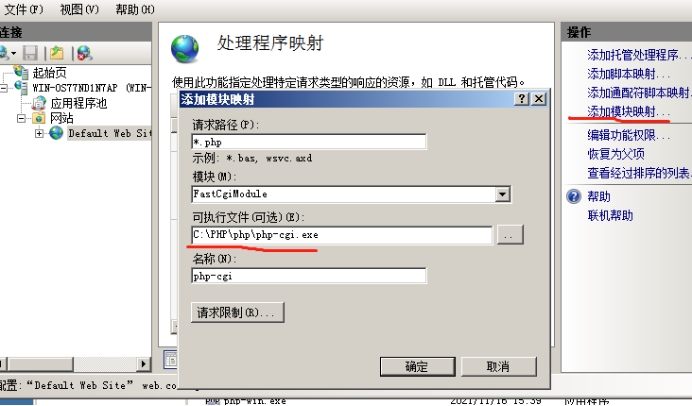 文件(F) 视图(V) 帮助(H)
连接
起始页
WIN-OS77ND1N7AP (WIN-
应用程序池
网站
Default Web Sit
处理程序映射
使用此功能指定处理特定请求类型的响应的资源，如 DLL 和托管代码。
添加模块映射
请求路径(P):
*.php
示例: *.bas, wsvc.axd
模块(M):
FastCgiModule
可执行文件(可选)(E):
C:\PHP\php\php-cgi.exe
..
名称(N):
php-cgi
请求限制(R)...
确定 取消
操作
添加托管处理程序...
添加脚本映射...
添加通配符脚本映射.
添加模块映射...
编辑功能权限...
恢复为父项
查看经过排序的列表.
帮助
联机帮助
配置:“Default Web Site” web.co
php-win.exe 2021/11/16 15:39 应用程序